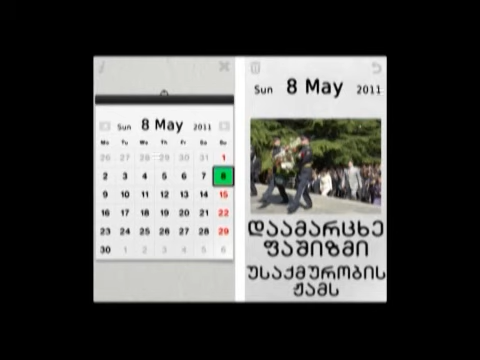 Sun 8 May 2011
Mo Tu We Th Fr Sa Su
26 27 28 29 30 31 1
2 3 4 5 6 7 8
9 10 11 12 13 14 15
16 17 18 19 20 21 22
23 24 25 26 27 28 29
30 1 2 3 4 5 6
Sun 8 May 2011
ᲓᲐᲐᲛᲐᲠᲪᲮᲔ
ᲤᲐᲨᲘᲖᲛᲘ
ᲣᲡᲐᲥᲛᲣᲠᲝᲑᲘᲡ
ᲟᲐᲛᲡ